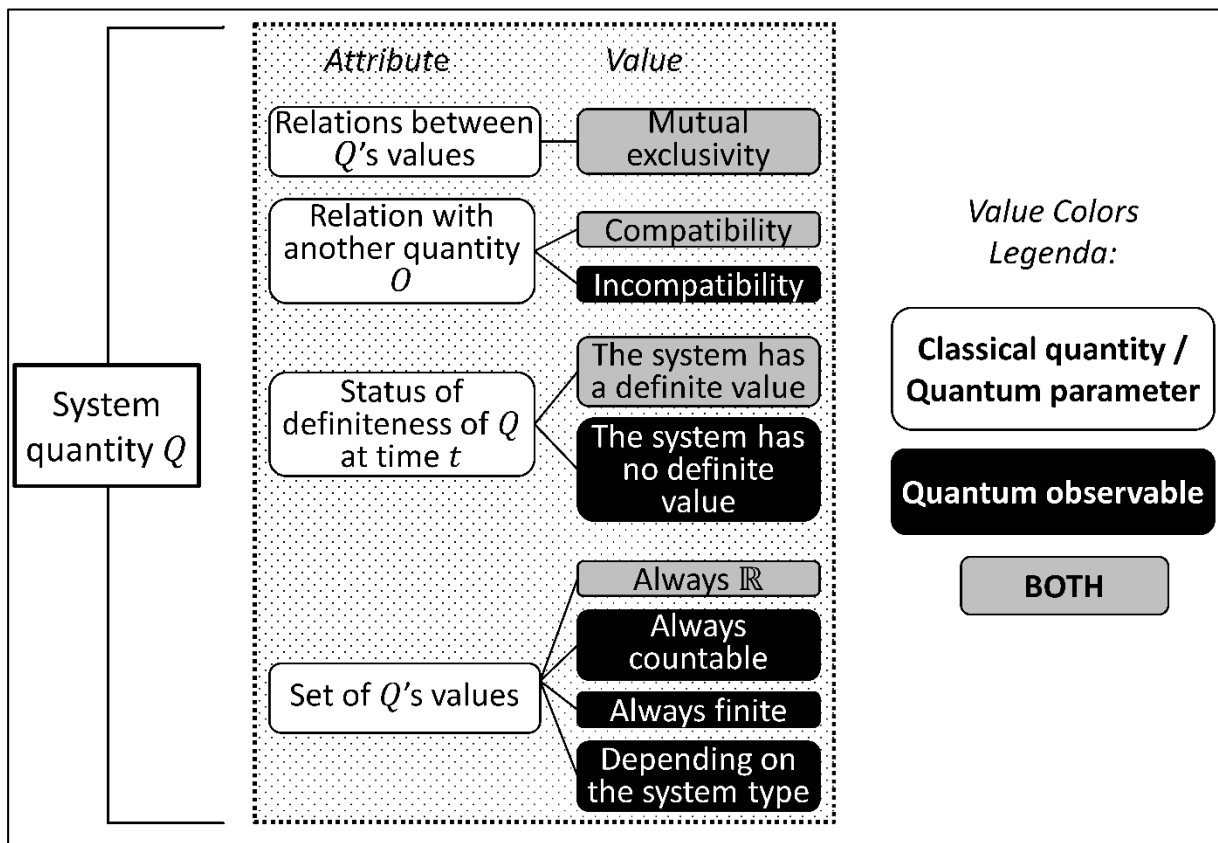 Attribute
Value
Relations between
Q's values
Mutual
exclusivity
Relation with
another quantity
O
Compatibility
Incompatibility
Status of
definiteness of Q
at time t
The system has
a definite value
The system has
no definite
value
Set of Q's values
Always ℝ
Always
countable
Always finite
Depending on
the system type
System
quantity Q
Value Colors
Legenda:
Classical quantity /
Quantum parameter
Quantum observable
BOTH